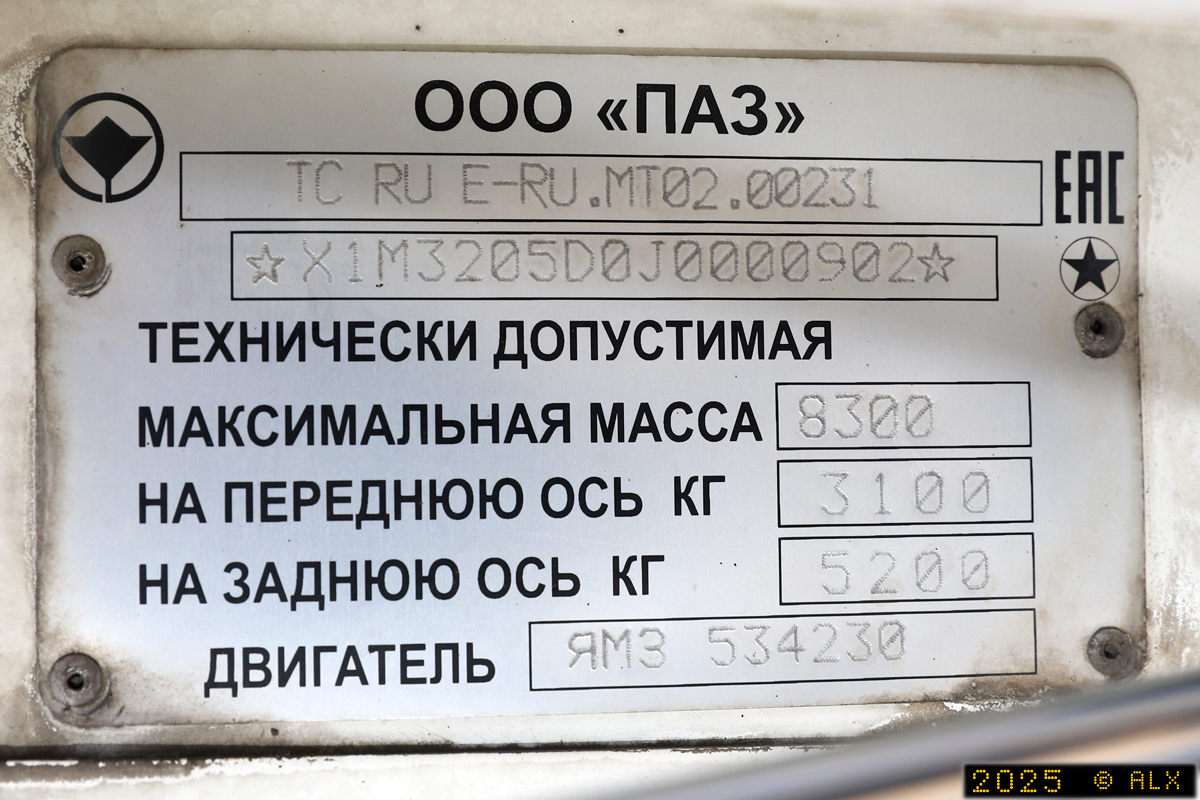 ООО «ПАЗ»
ТС RU Е-RU.МТ02.00231
EAC
☆X1M3205D0J0000902☆
ТЕХНИЧЕСКИ ДОПУСТИМАЯ
МАКСИМАЛЬНАЯ МАССА 8300
НА ПЕРЕДНЮЮ ОСЬ КГ 3100
НА ЗАДНЮЮ ОСЬ КГ 5200
ДВИГАТЕЛЬ ЯМЗ 534230
2025 © ALX